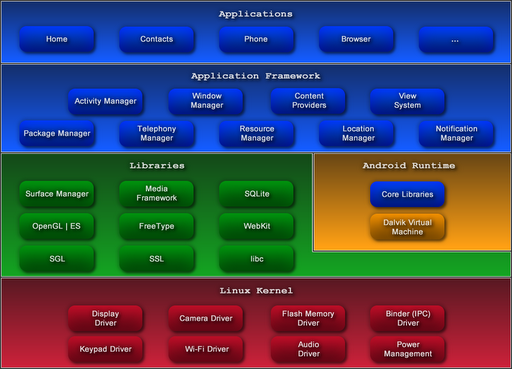 Applications
Home
Contacts
Phone
Browser
...
Application Framework
Activity Manager
Window
Manager
Content
Providers
View
System
Package Manager
Telephony
Manager
Resource
Manager
Location
Manager
Notification
Manager
Libraries
Surface Manager
Media
Framework
SQLite
OpenGL | ES
FreeType
WebKit
SGL
SSL
libc
Android Runtime
Core Libraries
Dalvik Virtual
Machine
Linux Kernel
Display
Driver
Camera Driver
Flash Memory
Driver
Binder (IPC)
Driver
Keypad Driver
Wi-Fi Driver
Audio
Driver
Power
Management